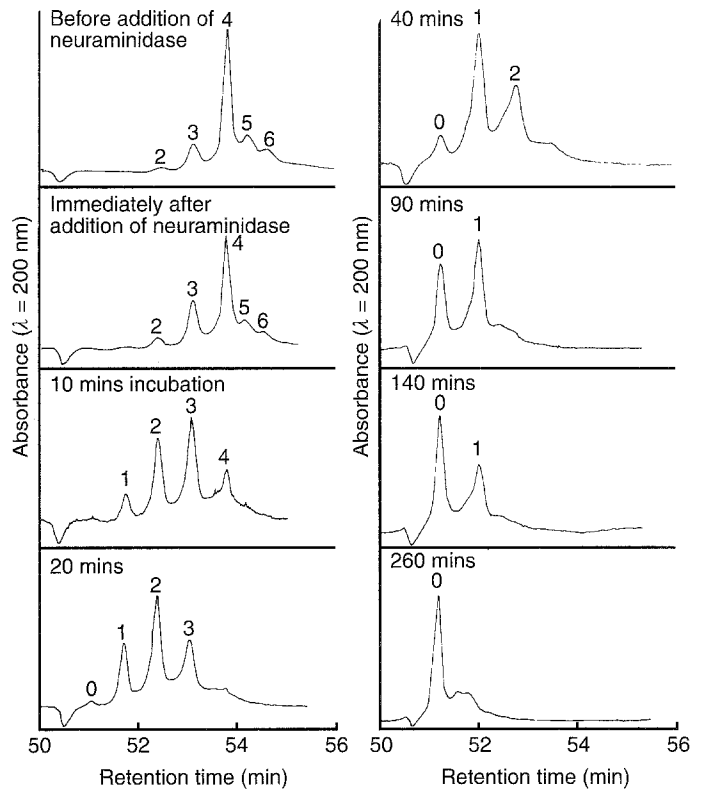 Before addition of
neuraminidase
4
2
3
5
6
Immediately after
addition of neuraminidase
4
2
3
5
6
10 mins incubation
1
2
3
4
20 mins
0
1
2
3
Absorbance (λ = 200 nm)
50 52 54 56
Retention time (min)
40 mins
1
0
2
90 mins
0
1
140 mins
0
1
260 mins
0
Absorbance (λ = 200 nm)
50 52 54 56
Retention time (min)